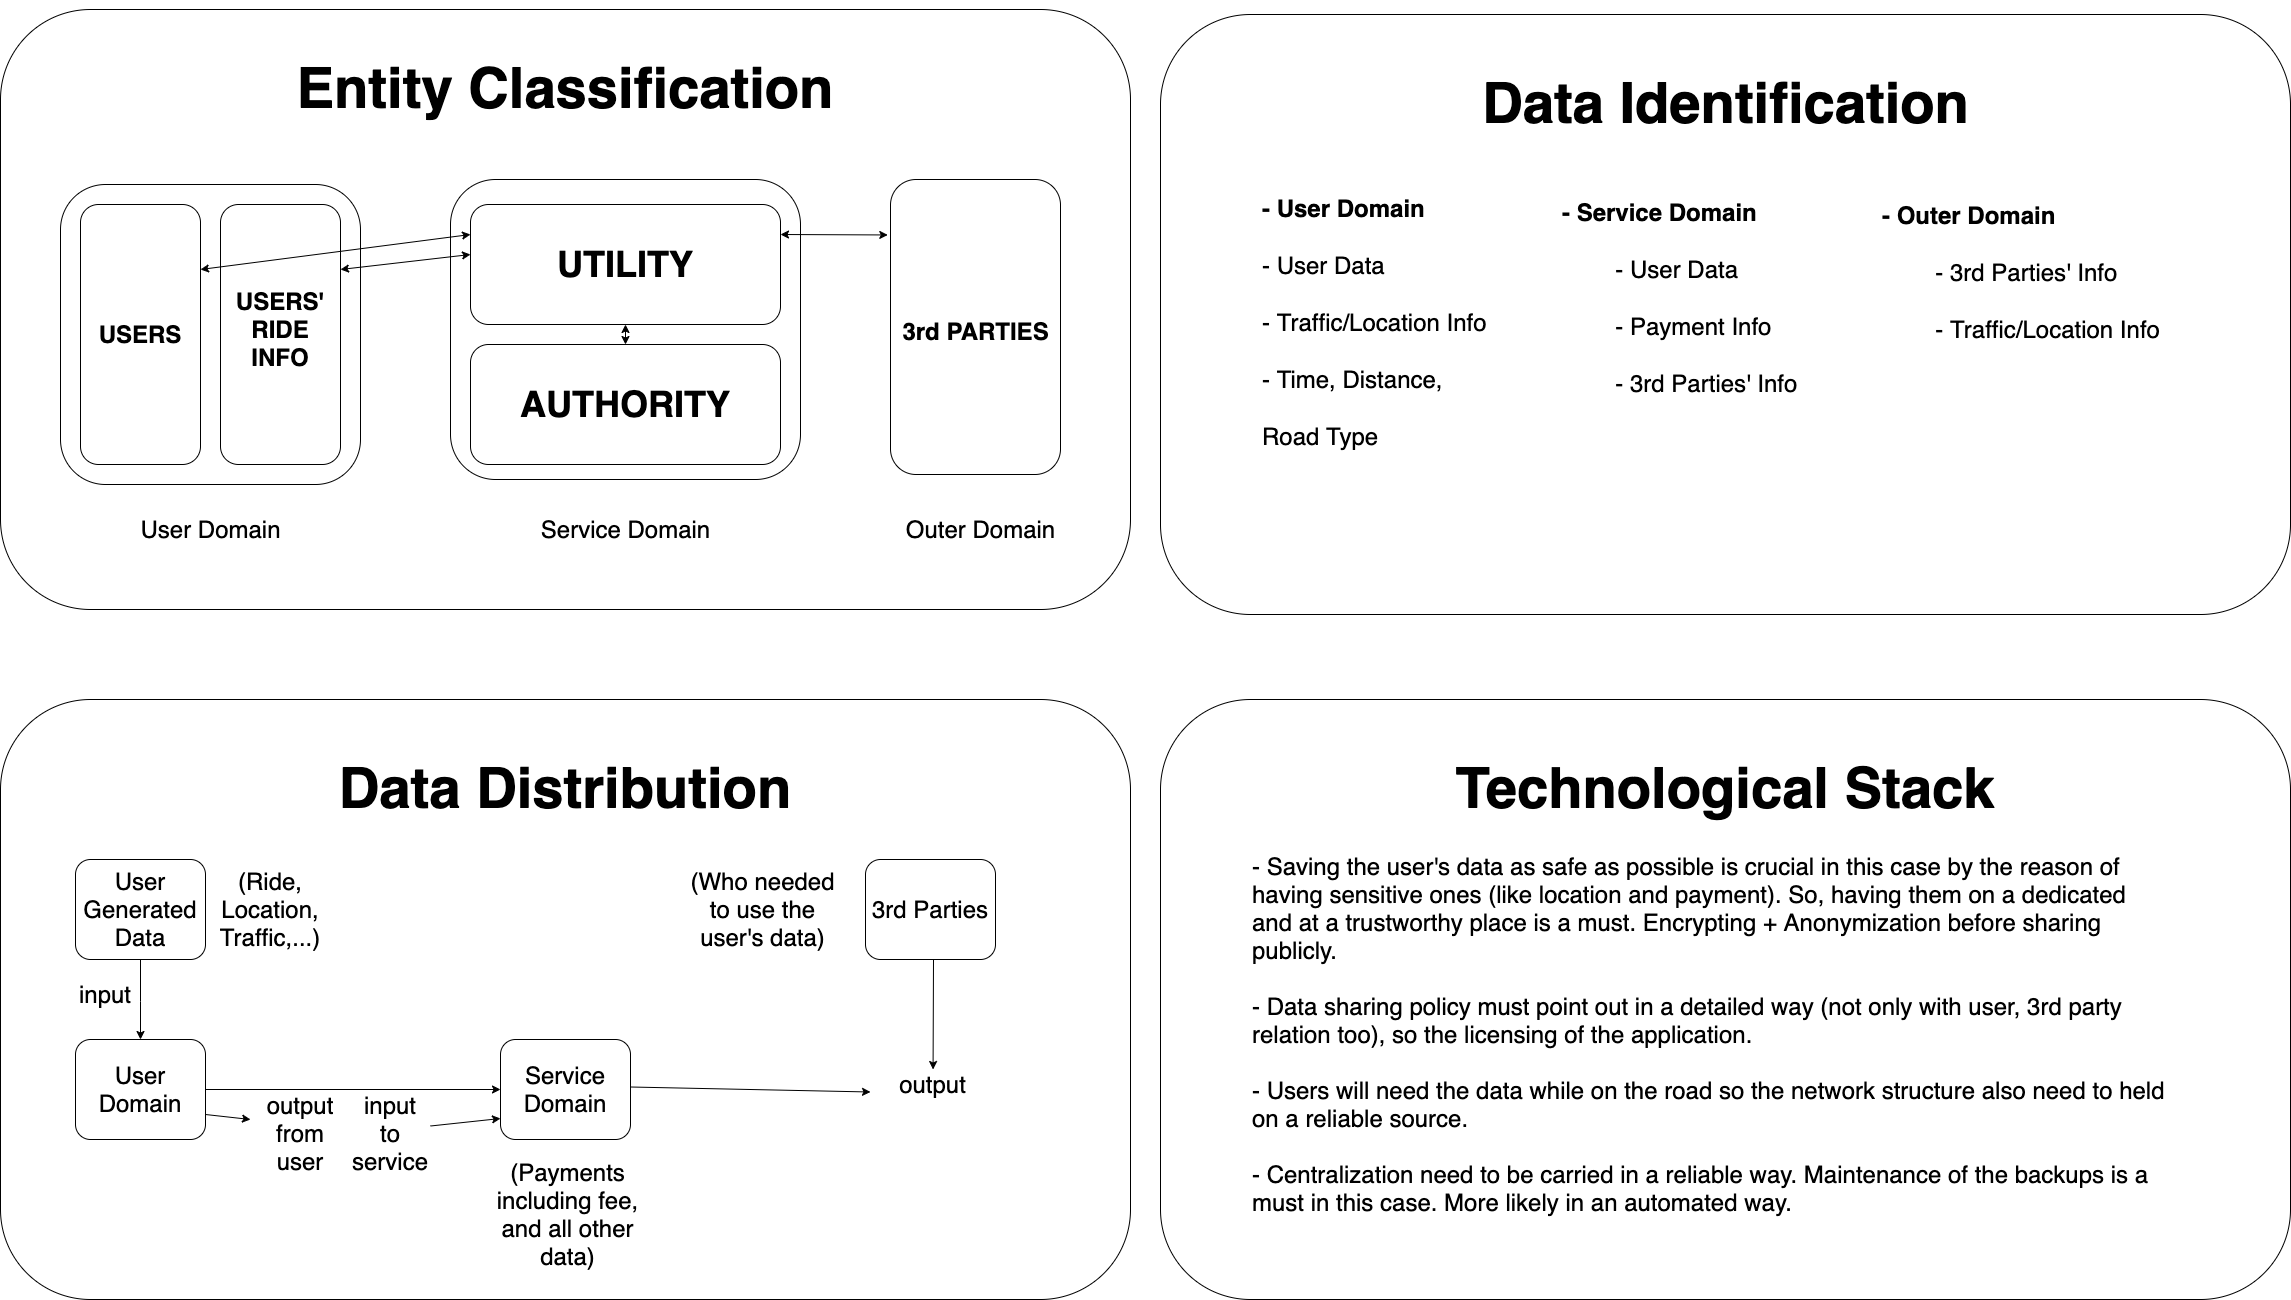 Entity Classification
USERS
USERS'
RIDE
INFO
UTILITY
AUTHORITY
3rd PARTIES
User Domain
Service Domain
Outer Domain
Data Identification
- User Domain
- User Data
- Traffic/Location Info
- Time, Distance,
Road Type
- Service Domain
- User Data
- Payment Info
- 3rd Parties' Info
- Outer Domain
- 3rd Parties' Info
- Traffic/Location Info
Data Distribution
User
Generated
Data
(Ride,
Location,
Traffic,...)
(Who needed
to use the
user's data)
3rd Parties
input
User
Domain
output
from
user
input
to
service
Service
Domain
output
(Payments
including fee,
and all other
data)
Technological Stack
- Saving the user's data as safe as possible is crucial in this case by the reason of
having sensitive ones (like location and payment). So, having them on a dedicated
and at a trustworthy place is a must. Encrypting + Anonymization before sharing
publicly.
- Data sharing policy must point out in a detailed way (not only with user, 3rd party
relation too), so the licensing of the application.
- Users will need the data while on the road so the network structure also need to held
on a reliable source.
- Centralization need to be carried in a reliable way. Maintenance of the backups is a
must in this case. More likely in an automated way.